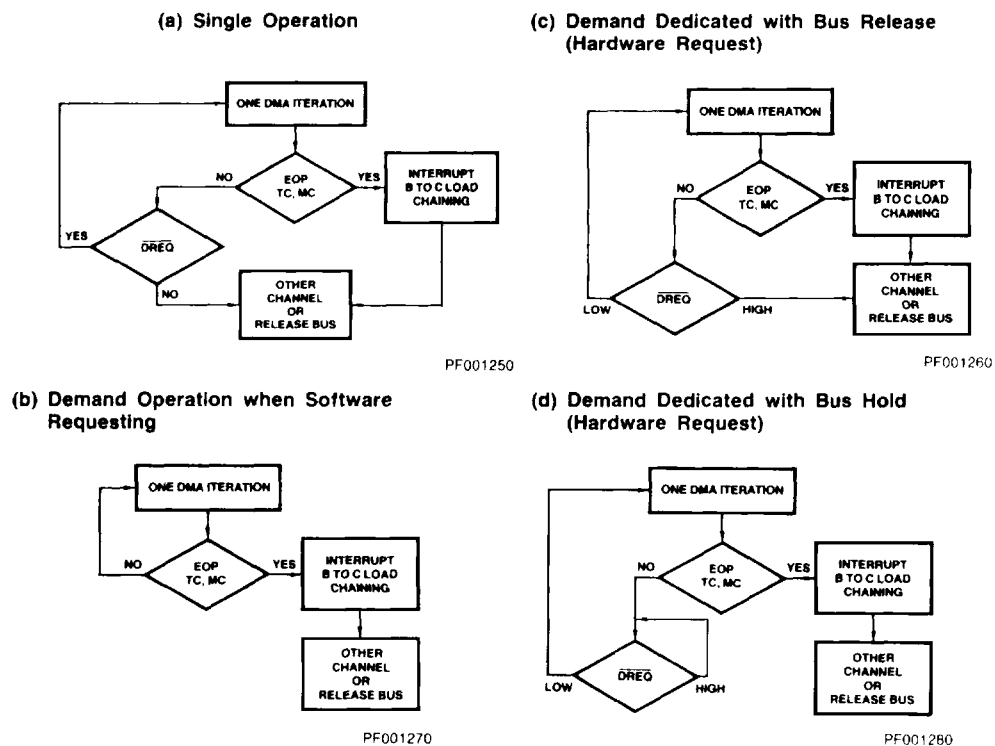 (a) Single Operation
ONE DMA ITERATION
EOP
TC, MC
NO
YES
INTERRUPT
B TO C LOAD
CHAINING
DREQ
YES
NO
OTHER
CHANNEL
OR
RELEASE BUS
PF001250
(c) Demand Dedicated with Bus Release
(Hardware Request)
ONE DMA ITERATION
EOP
TC, MC
NO
YES
INTERRUPT
B TO C LOAD
CHAINING
DREQ
LOW
HIGH
OTHER
CHANNEL
OR
RELEASE BUS
PF001260
(b) Demand Operation when Software
Requesting
ONE DMA ITERATION
EOP
TC, MC
NO
YES
INTERRUPT
B TO C LOAD
CHAINING
OTHER
CHANNEL
OR
RELEASE BUS
PF001270
(d) Demand Dedicated with Bus Hold
(Hardware Request)
ONE DMA ITERATION
EOP
TC, MC
NO
YES
INTERRUPT
B TO C LOAD
CHAINING
DREQ
LOW
HIGH
OTHER
CHANNEL
OR
RELEASE BUS
PF001280